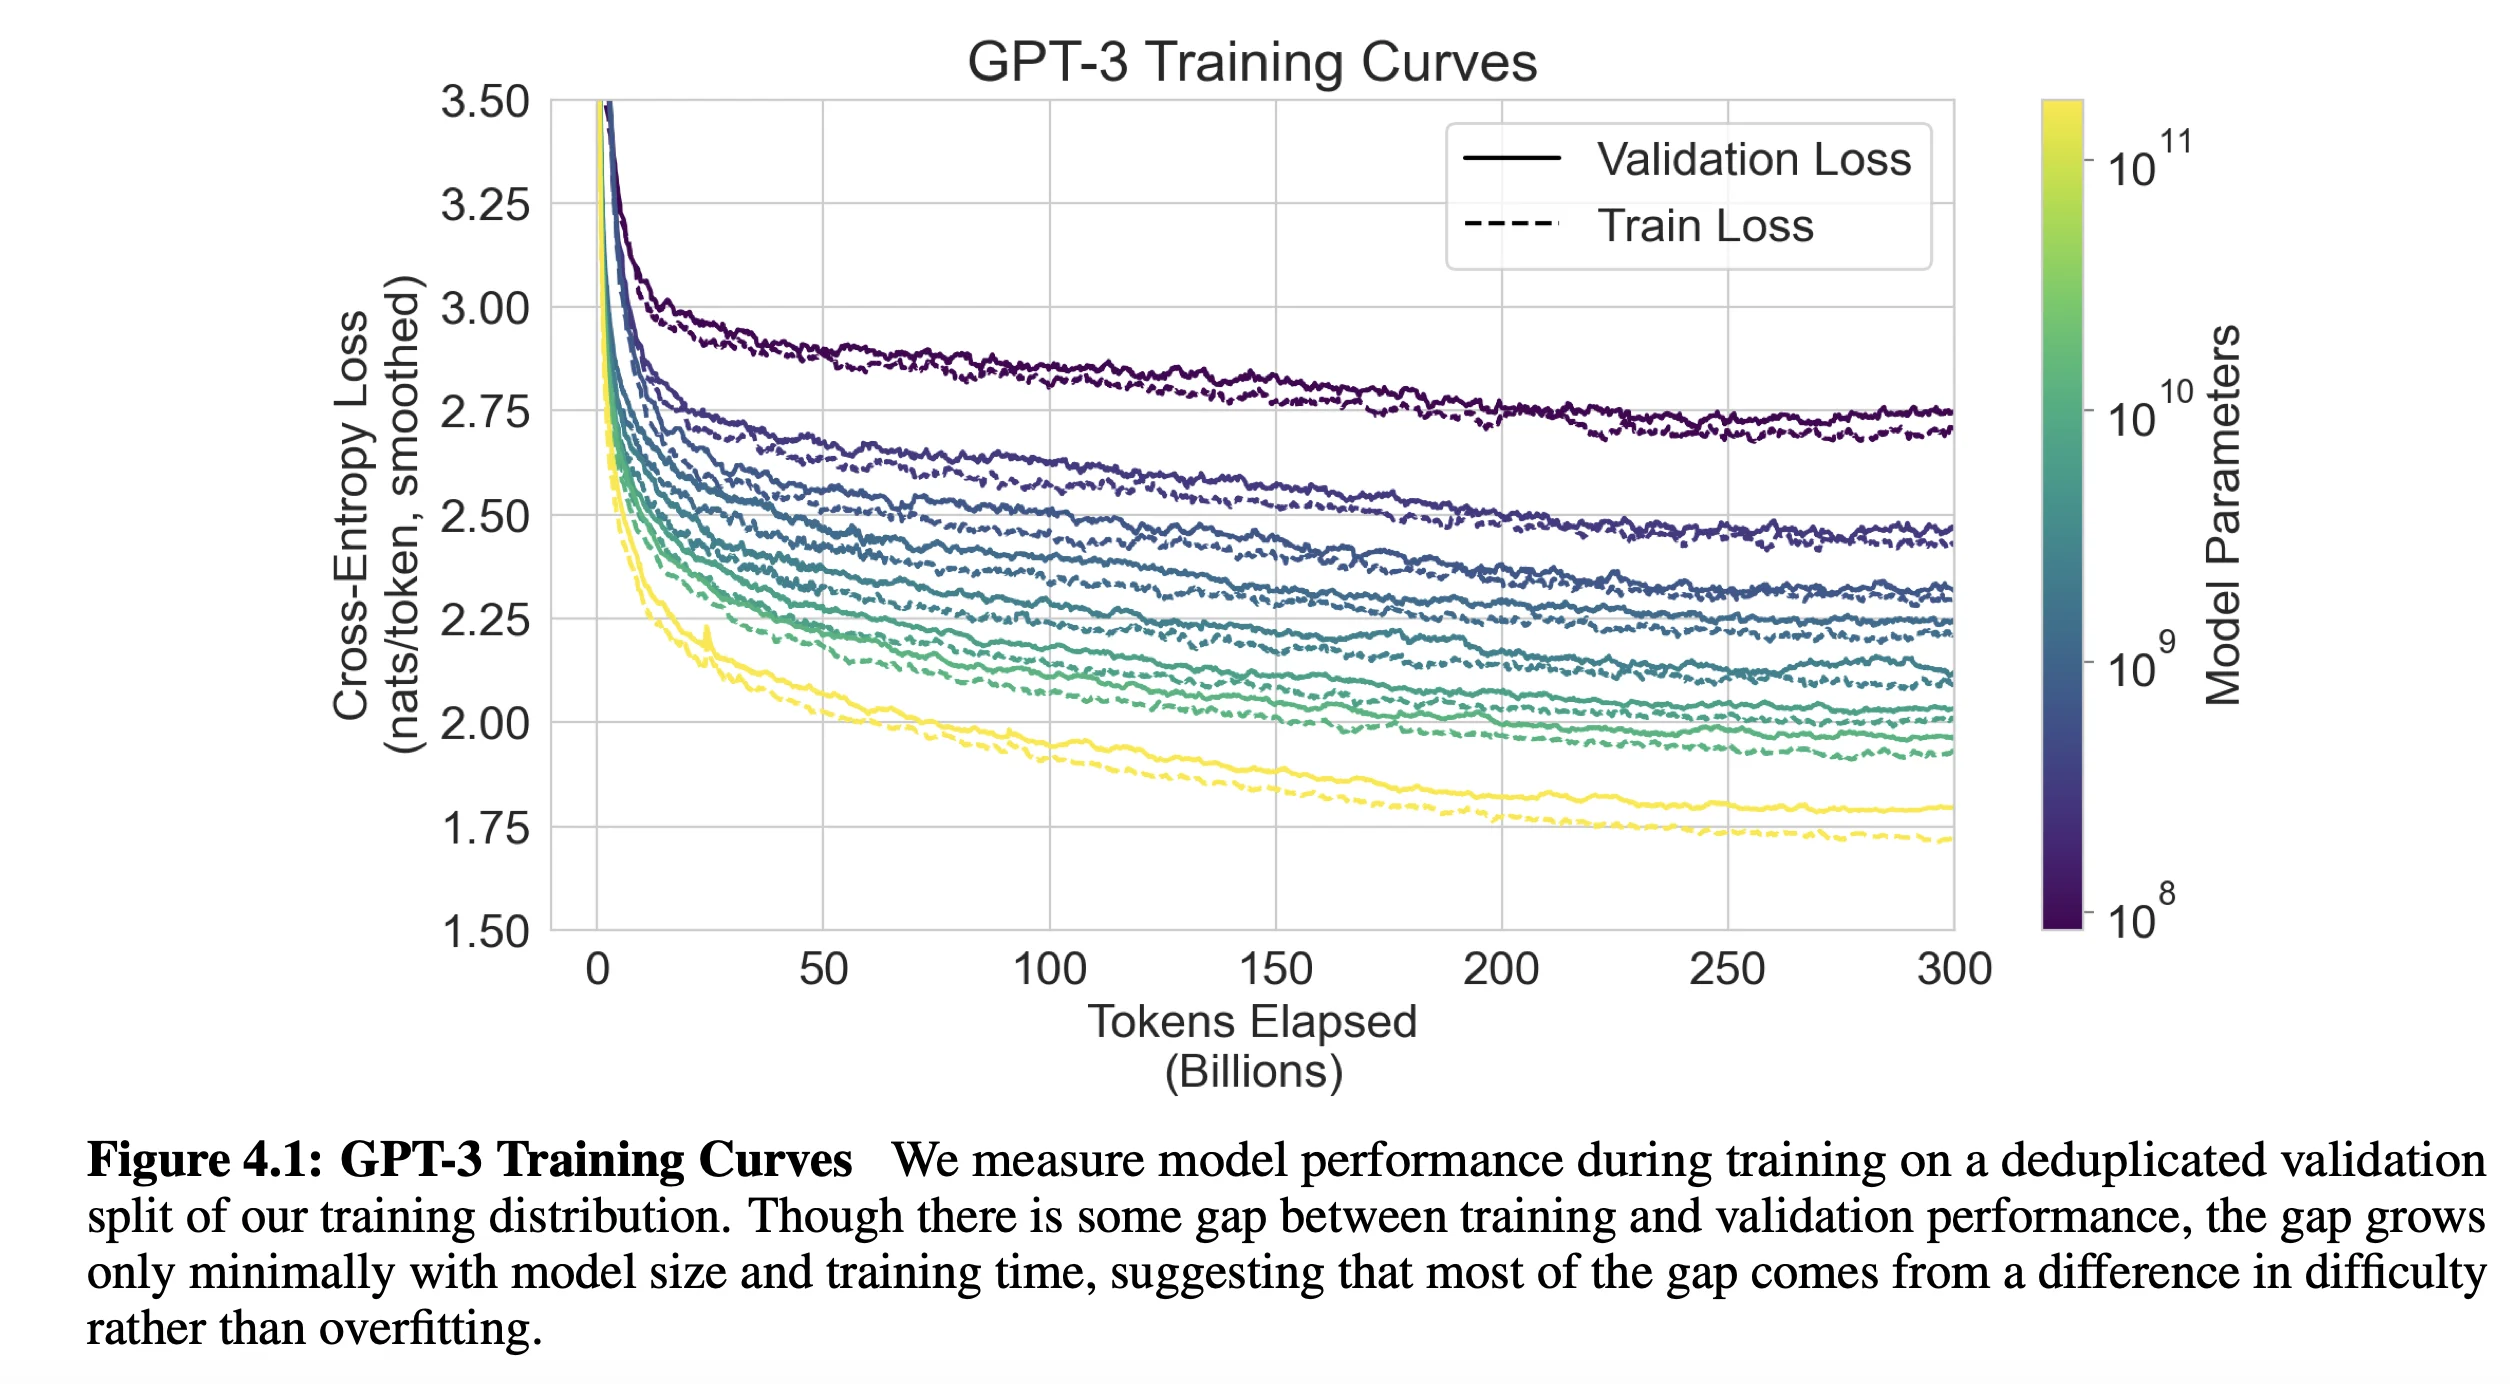 GPT-3 Training Curves
3.50
3.25
3.00
2.75
2.50
2.25
2.00
1.75
1.50
Cross-Entropy Loss
(nats/token, smoothed)
Validation Loss
Train Loss
0 50 100 150 200 250 300
Tokens Elapsed
(Billions)
10^11
10^10
10^9
10^8
Model Parameters
Figure 4.1: GPT-3 Training Curves We measure model performance during training on a deduplicated validation
split of our training distribution. Though there is some gap between training and validation performance, the gap grows
only minimally with model size and training time, suggesting that most of the gap comes from a difference in difficulty
rather than overfitting.